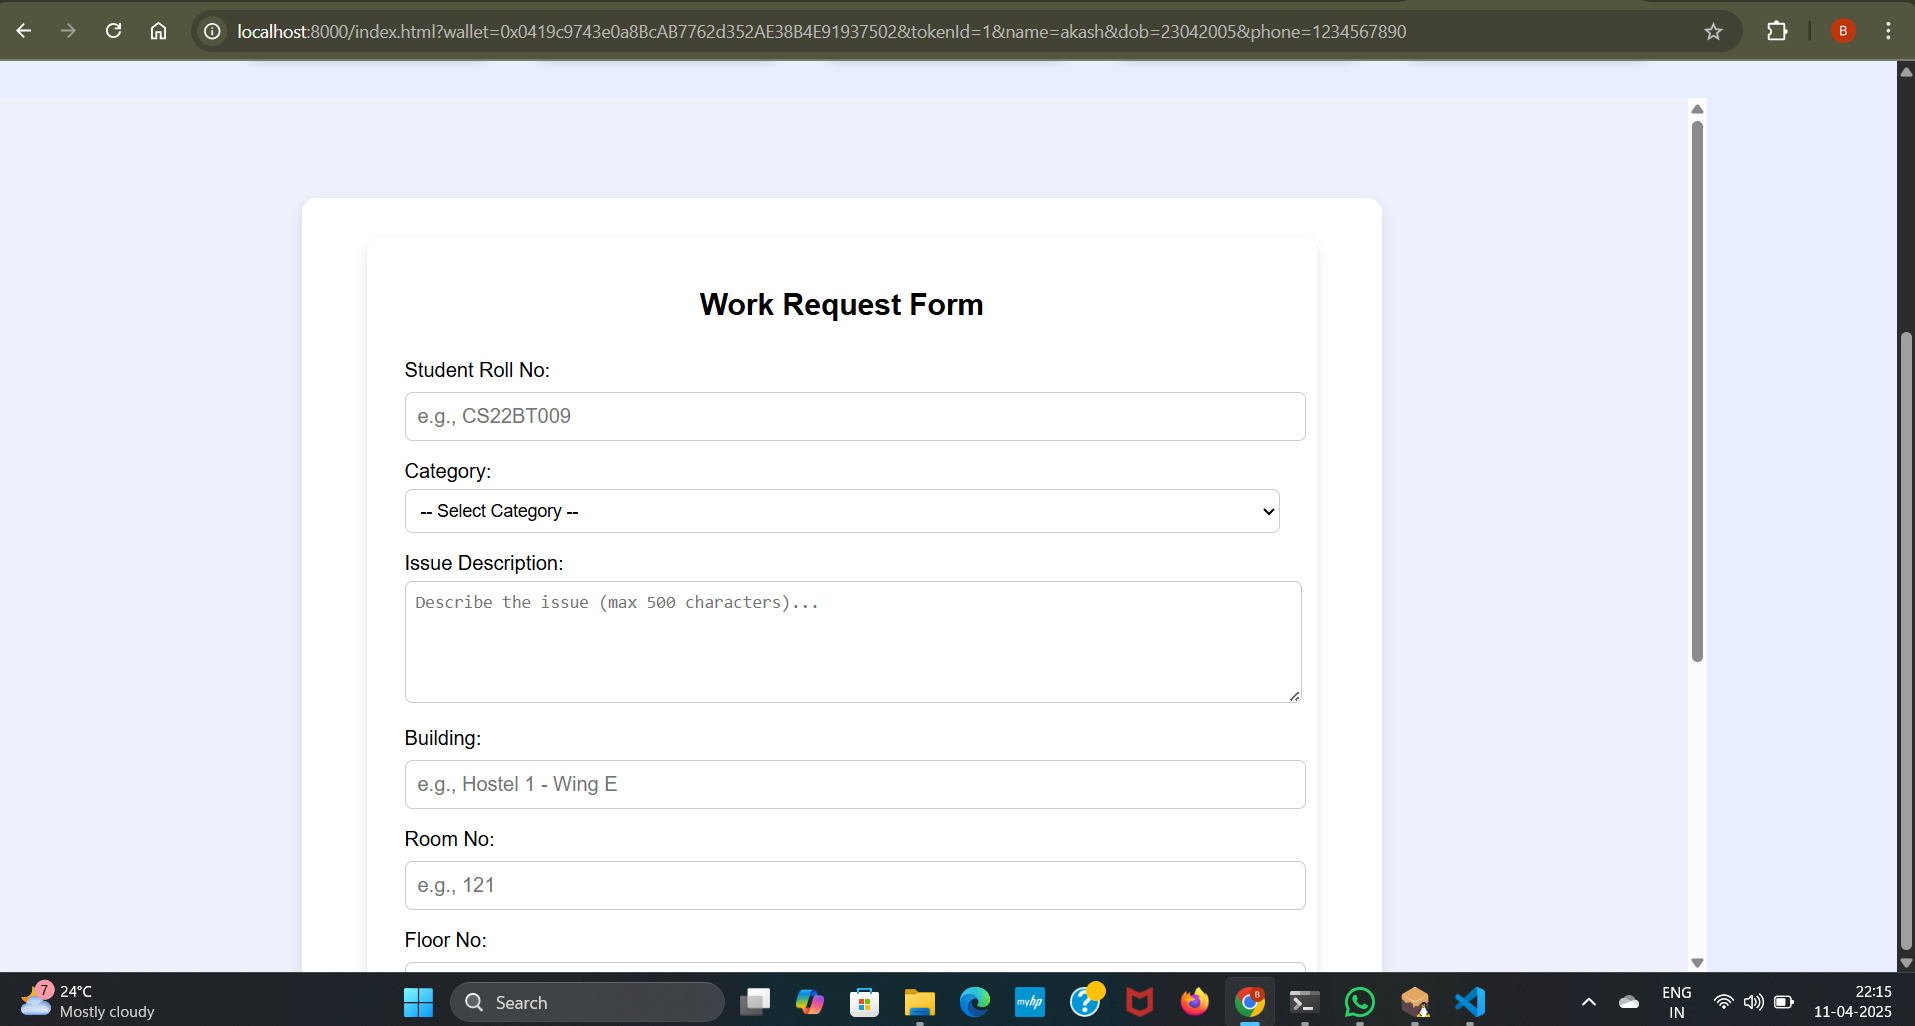 localhost:8000/index.html?wallet=0x0419c9743e0a8BcAB7762d352AE38B4E91937502&tokenId=1&name=akash&dob=23042005&phone=1234567890
B
Work Request Form
Student Roll No:
e.g., CS22BT009
Category:
-- Select Category --
Issue Description:
Describe the issue (max 500 characters)...
Building:
e.g., Hostel 1 - Wing E
Room No:
e.g., 121
Floor No:
7
24°C
Mostly cloudy
Search
myhp
B
ENG
IN
22:15
11-04-2025